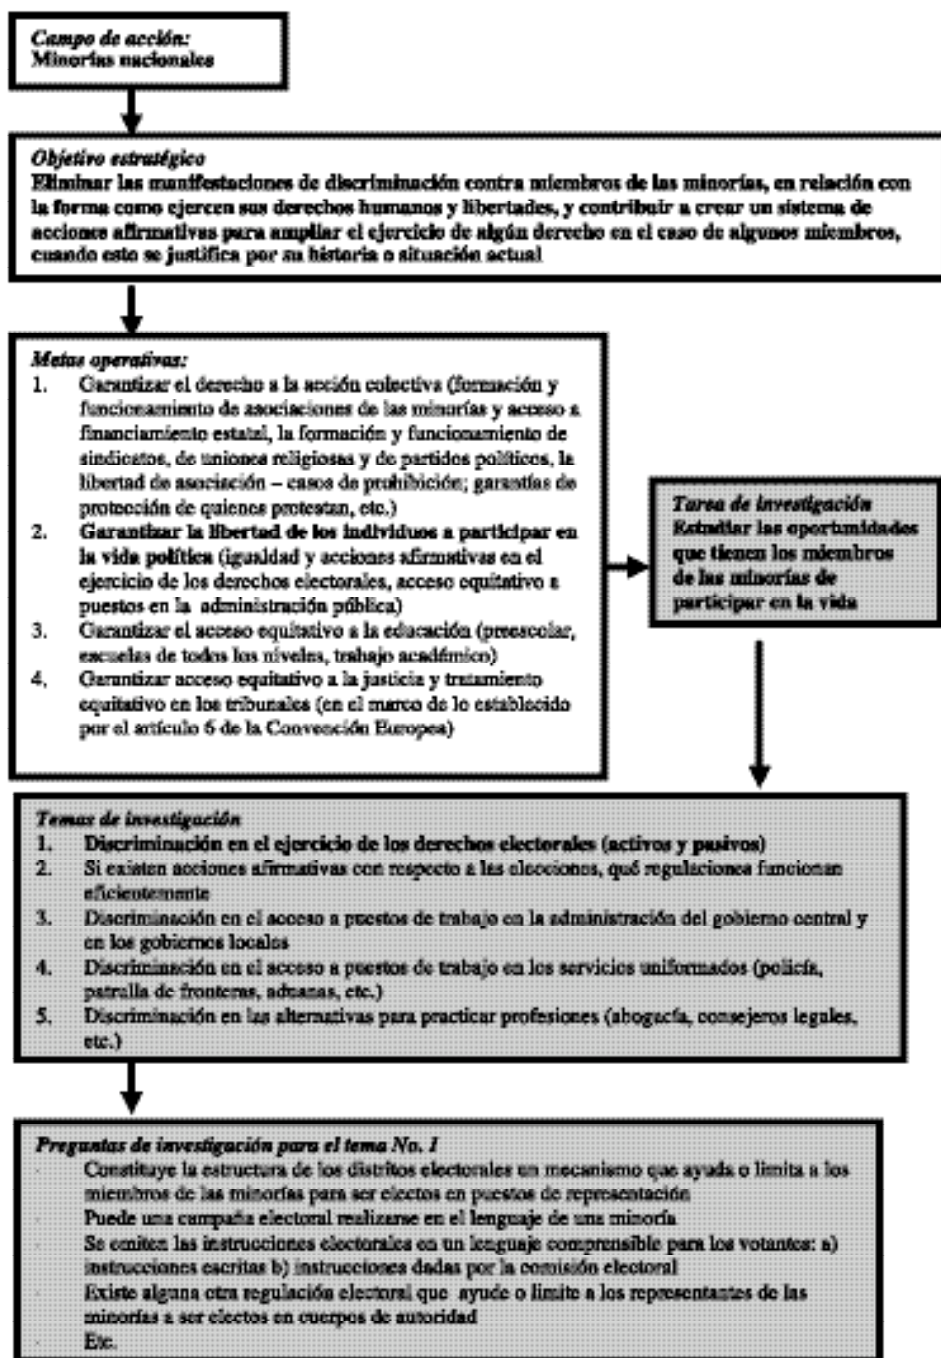 Campo de acción:
Minorías nacionales
Objetivo estratégico
Eliminar las manifestaciones de discriminación contra miembros de las minorías, en relación con
la forma como ejercen sus derechos humanos y libertades, y contribuir a crear un sistema de
acciones afirmativas para ampliar el ejercicio de algún derecho en el caso de algunos miembros,
cuando esto se justifica por su historia o situación actual
Metas operativas:
1. Garantizar el derecho a la acción colectiva (formación y
funcionamiento de asociaciones de las minorías y acceso a
financiamiento estatal, la formación y funcionamiento de
sindicatos, de uniones religiosas y de partidos políticos, la
libertad de asociación – casos de prohibición; garantías de
protección de quienes protestan, etc.)
2. Garantizar la libertad de los individuos a participar en
la vida política (igualdad y acciones afirmativas en el
ejercicio de los derechos electorales, acceso equitativo a
puestos en la administración pública)
3. Garantizar el acceso equitativo a la educación (preescolar,
escuelas de todos los niveles, trabajo académico)
4. Garantizar acceso equitativo a la justicia y tratamiento
equitativo en los tribunales (en el marco de lo establecido
por el artículo 6 de la Convención Europea)
Tarea de investigación
Estudiar las oportunidades
que tienen los miembros
de las minorías de
participar en la vida
Temas de investigación
1. Discriminación en el ejercicio de los derechos electorales (activos y pasivos)
2. Si existen acciones afirmativas con respecto a las elecciones, qué regulaciones funcionan
eficientemente
3. Discriminación en el acceso a puestos de trabajo en la administración del gobierno central y
en los gobiernos locales
4. Discriminación en el acceso a puestos de trabajo en los servicios uniformados (policía,
patrulla de fronteras, aduanas, etc.)
5. Discriminación en las alternativas para practicar profesiones (abogacía, consejeros legales,
etc.)
Preguntas de investigación para el tema No. 1
· Constituye la estructura de los distritos electorales un mecanismo que ayuda o limita a los
miembros de las minorías para ser electos en puestos de representación
· Puede una campaña electoral realizarse en el lenguaje de una minoría
· Se emiten las instrucciones electorales en un lenguaje comprensible para los votantes: a)
instrucciones escritas b) instrucciones dadas por la comisión electoral
· Existe alguna otra regulación electoral que ayude o limite a los representantes de las
minorías a ser electos en cuerpos de autoridad
· Etc.